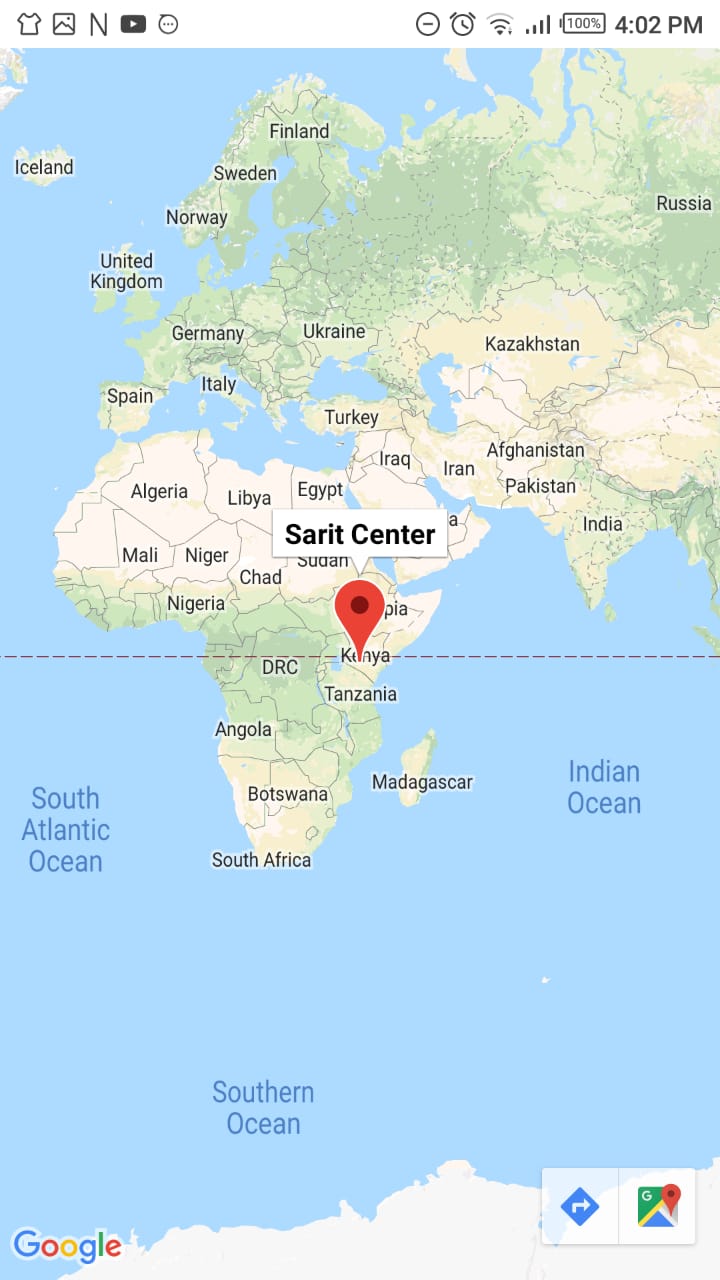 100% 4:02 PM
Finland
Iceland
Sweden
Russia
Norway
United
Kingdom
Germany
Ukraine
Kazakhstan
Italy
Spain
Turkey
Afghanistan
Iraq
Iran
Pakistan
Algeria
Libya
Egypt
India
a
Sarit Center
Mali
Niger
Sudan
Chad
Nigeria
pia
Kenya
DRC
Tanzania
Angola
Indian
Ocean
Madagascar
Botswana
South
Atlantic
Ocean
South Africa
Southern
Ocean
G
Google